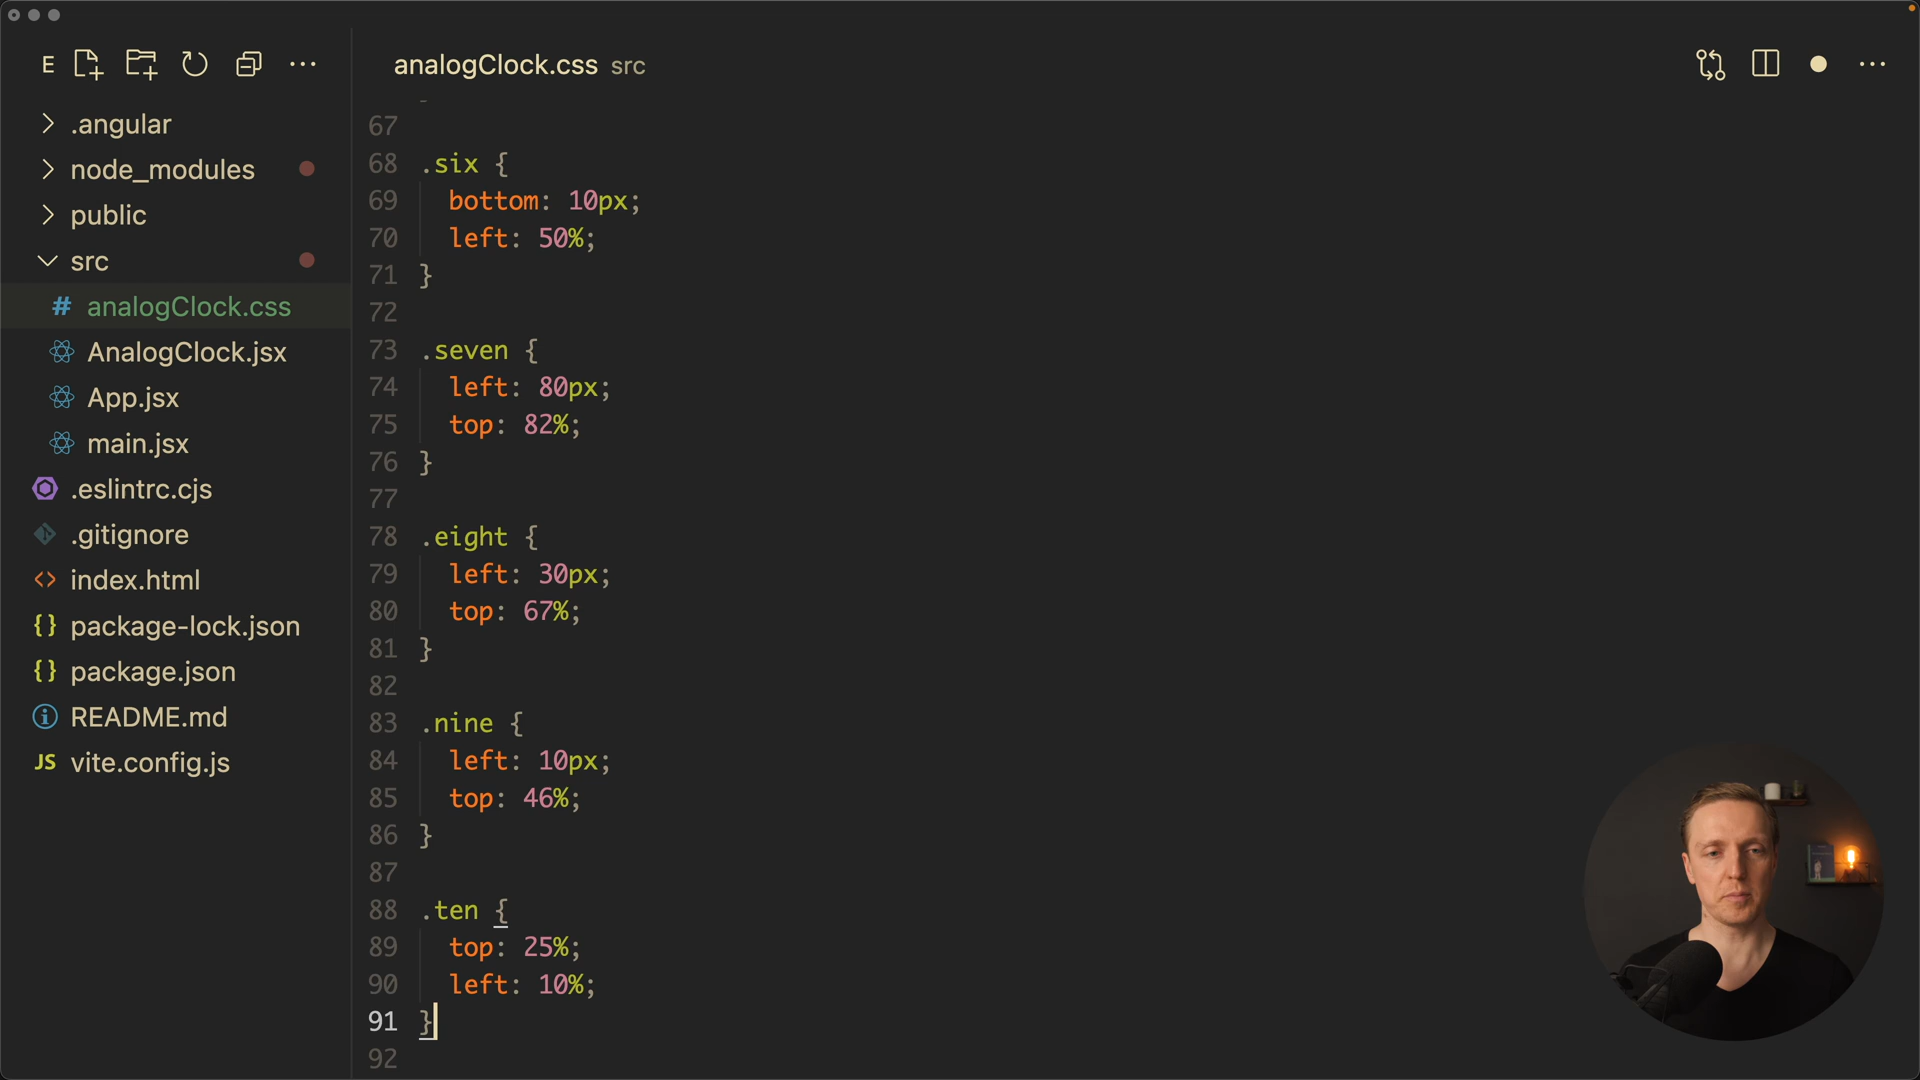 E
analogClock.css src
.angular
node_modules
public
src
# analogClock.css
AnalogClock.jsx
App.jsx
main.jsx
.eslintrc.cjs
.gitignore
<> index.html
{} package-lock.json
{} package.json
README.md
JS vite.config.js
67
68 .six {
69 bottom: 10px;
70 left: 50%;
71 }
72
73 .seven {
74 left: 80px;
75 top: 82%;
76 }
77
78 .eight {
79 left: 30px;
80 top: 67%;
81 }
82
83 .nine {
84 left: 10px;
85 top: 46%;
86 }
87
88 .ten {
89 top: 25%;
90 left: 10%;
91 }
92